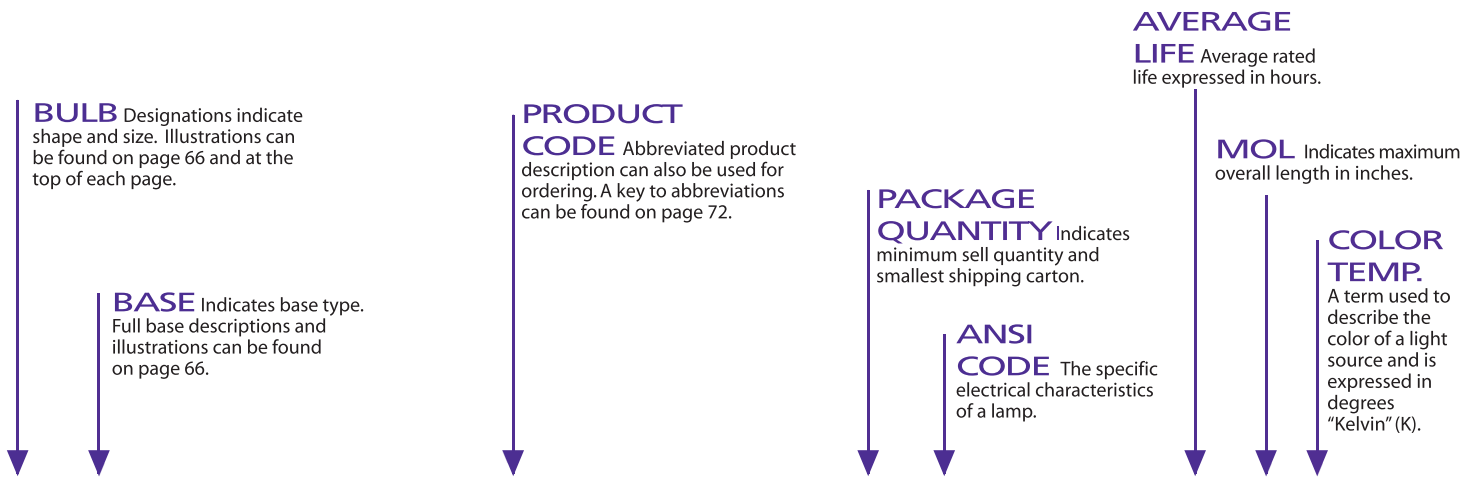 BULB Designations indicate
shape and size. Illustrations can
be found on page 66 and at the
top of each page.
BASE Indicates base type.
Full base descriptions and
illustrations can be found
on page 66.
PRODUCT
CODE Abbreviated product
description can also be used for
ordering. A key to abbreviations
can be found on page 72.
PACKAGE
QUANTITY Indicates
minimum sell quantity and
smallest shipping carton.
ANSI
CODE The specific
electrical characteristics
of a lamp.
AVERAGE
LIFE Average rated
life expressed in hours.
MOL Indicates maximum
overall length in inches.
COLOR
TEMP.
A term used to
describe the
color of a light
source and is
expressed in
degrees
“Kelvin” (K).